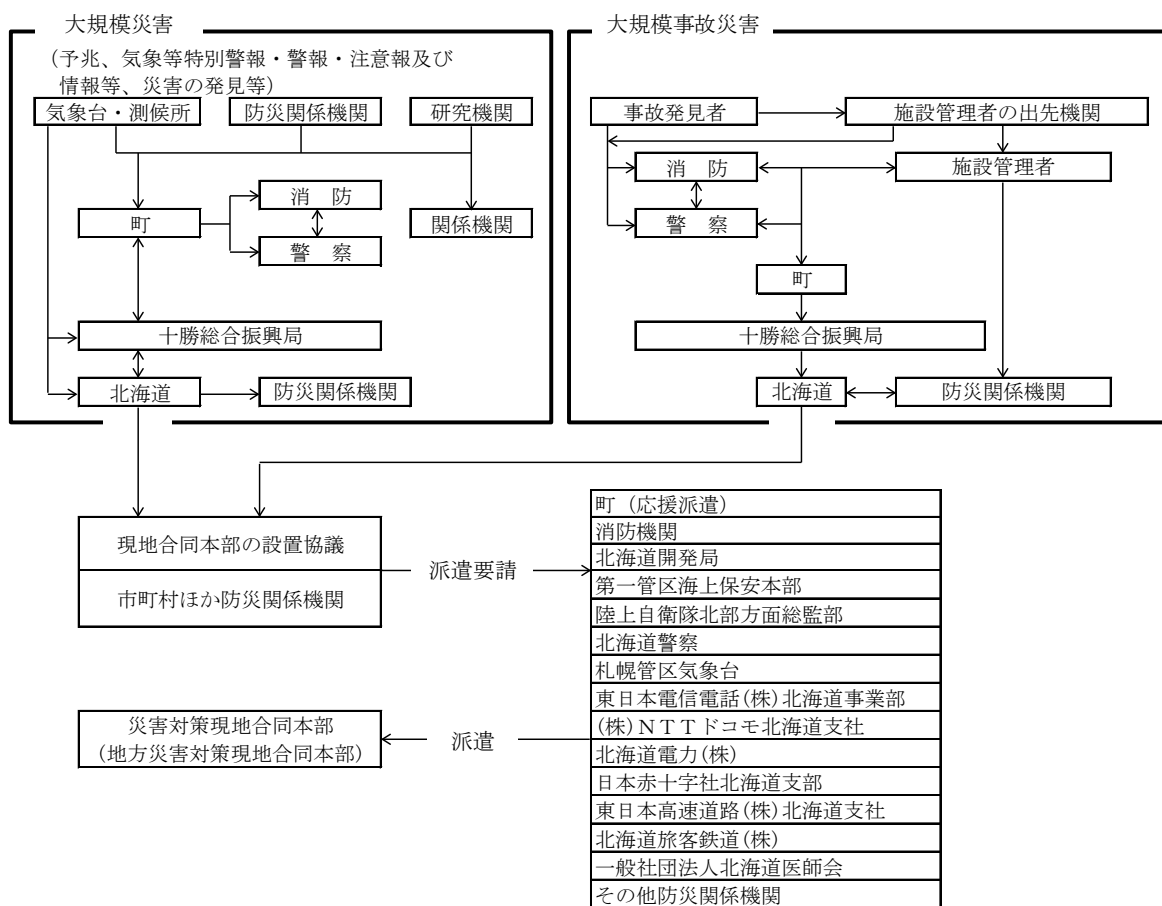 大規模災害
(予兆、気象等特別警報・警報・注意報及び
情報等、災害の発見等)
気象台・測候所
防災関係機関
研究機関
消 防
町
関係機関
警 察
十勝総合振興局
北海道
防災関係機関
大規模事故災害
事故発見者
施設管理者の出先機関
消 防
施設管理者
警 察
町
十勝総合振興局
北海道
防災関係機関
現地合同本部の設置協議
市町村ほか防災関係機関
派遣要請
町(応援派遣)
消防機関
北海道開発局
第一管区海上保安本部
陸上自衛隊北部方面総監部
北海道警察
札幌管区気象台
東日本電信電話(株)北海道事業部
(株)NTTドコモ北海道支社
北海道電力(株)
日本赤十字社北海道支部
東日本高速道路(株)北海道支社
北海道旅客鉄道(株)
一般社団法人北海道医師会
その他防災関係機関
派遣
災害対策現地合同本部
(地方災害対策現地合同本部)